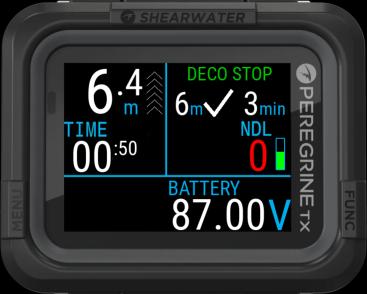 SHEARWATER
DECO STOP
6.4 m
6m 3min
TIME
NDL
00:50
0
BATTERY
87.00V
PEREGRINE TX
MENU
FUNC